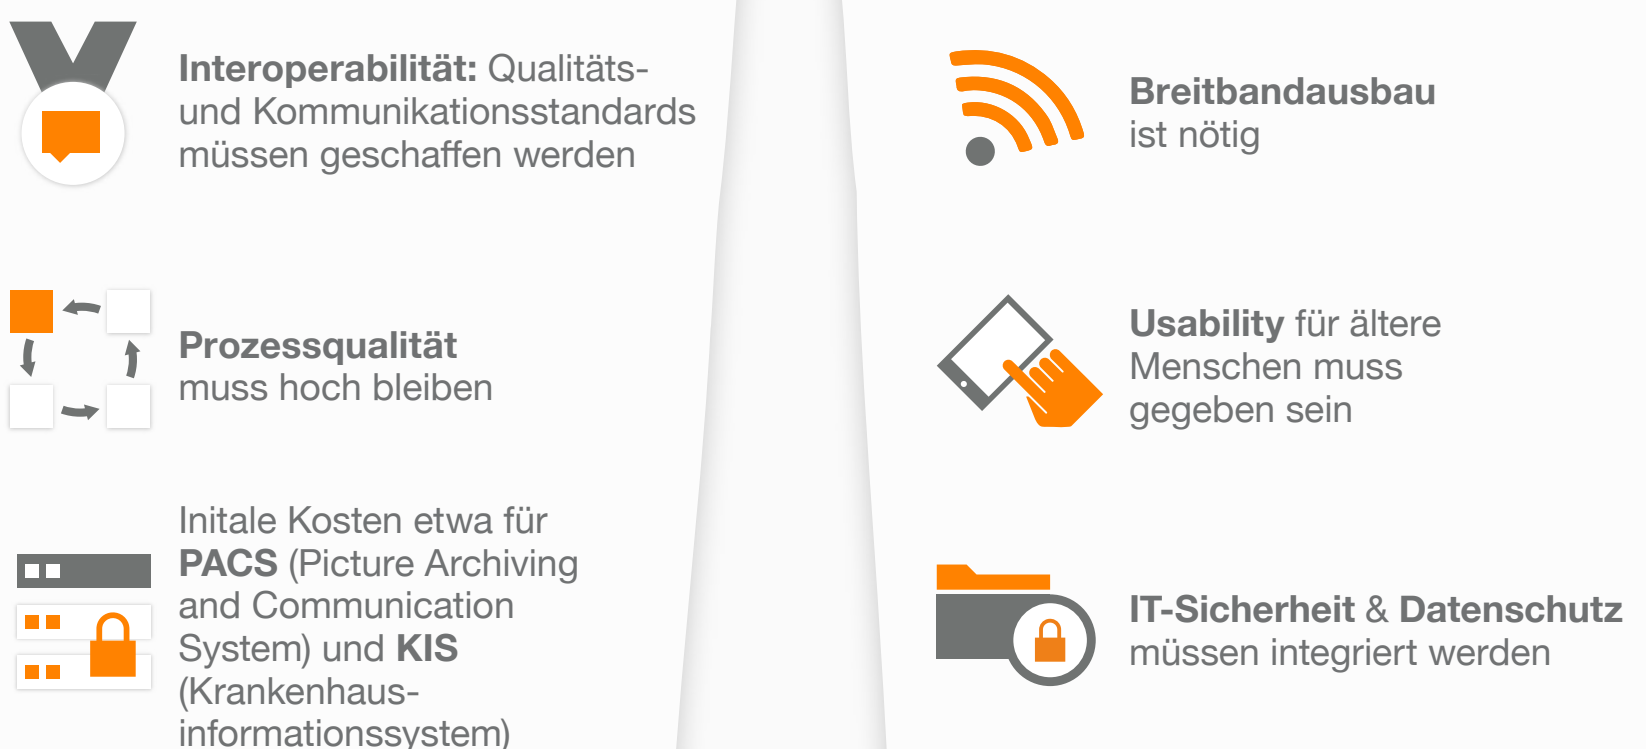 Interoperabilität: Qualitäts-
und Kommunikationsstandards
müssen geschaffen werden
Prozessqualität
muss hoch bleiben
Initale Kosten etwa für
PACS (Picture Archiving
and Communication
System) und KIS
(Krankenhaus-
informationssystem)
Breitbandausbau
ist nötig
Usability für ältere
Menschen muss
gegeben sein
IT-Sicherheit & Datenschutz
müssen integriert werden